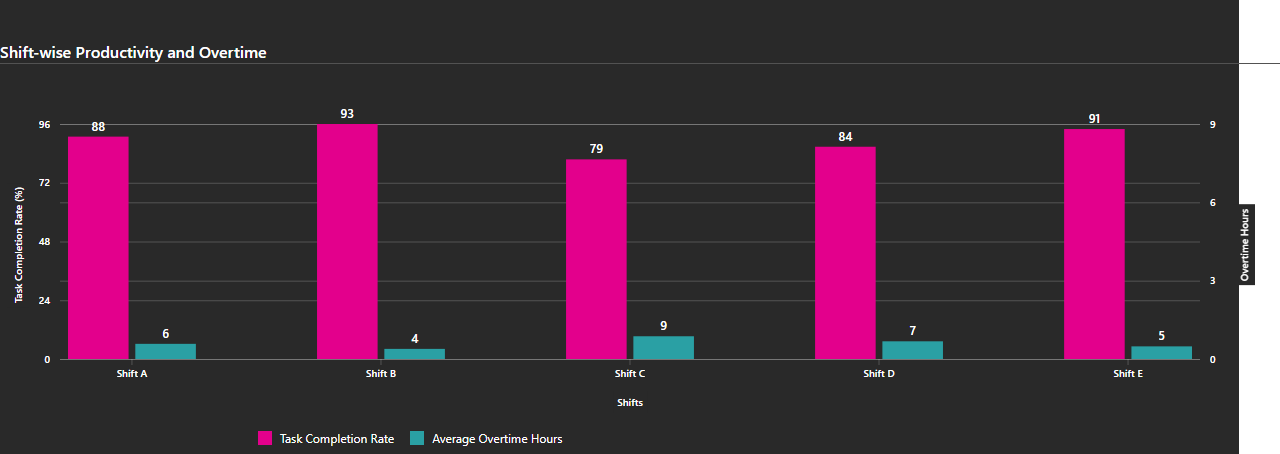 Shift-wise Productivity and Overtime
93
88
91
84
79
96
72
48
24
0
9
6
3
0
Task Completion Rate (%)
Overtime Hours
6
4
9
7
5
Shift A
Shift B
Shift C
Shift D
Shift E
Shifts
Task Completion Rate
Average Overtime Hours